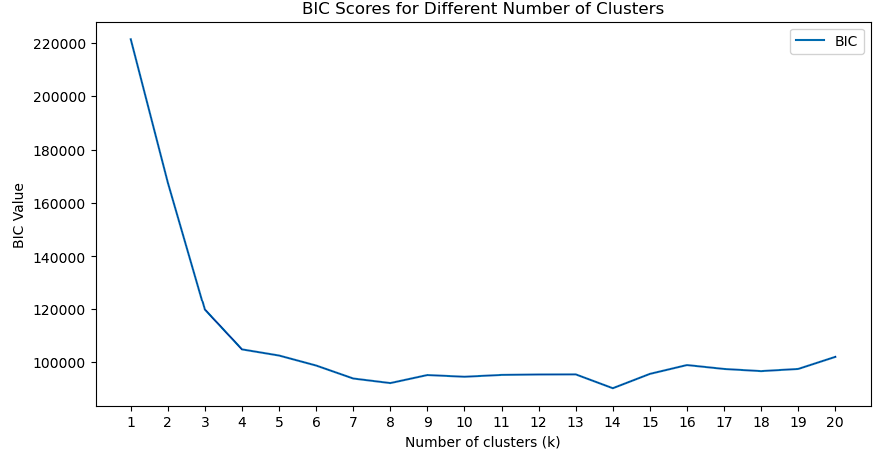 BIC Scores for Different Number of Clusters
BIC
220000
200000
180000
160000
140000
120000
100000
BIC Value
1 2 3 4 5 6 7 8 9 10 11 12 13 14 15 16 17 18 19 20
Number of clusters (k)